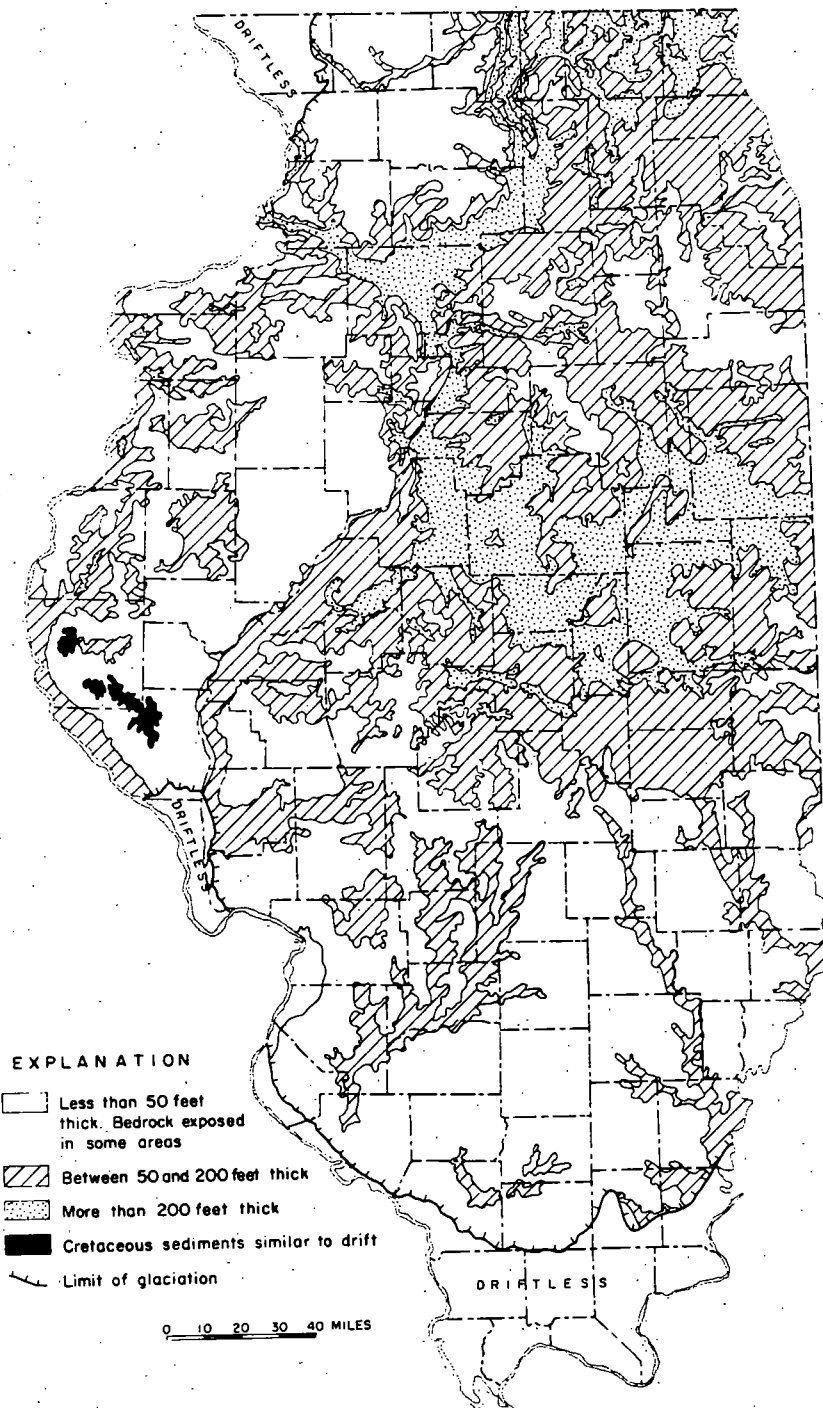 DRIFTLESS
DRIFTLESS
EXPLANATION
Less than 50 feet
thick. Bedrock exposed
in some areas
Between 50 and 200 feet thick
More than 200 feet thick
Cretaceous sediments similar to drift
Limit of glaciation
DRIFTLESS
0 10 20 30 40 MILES